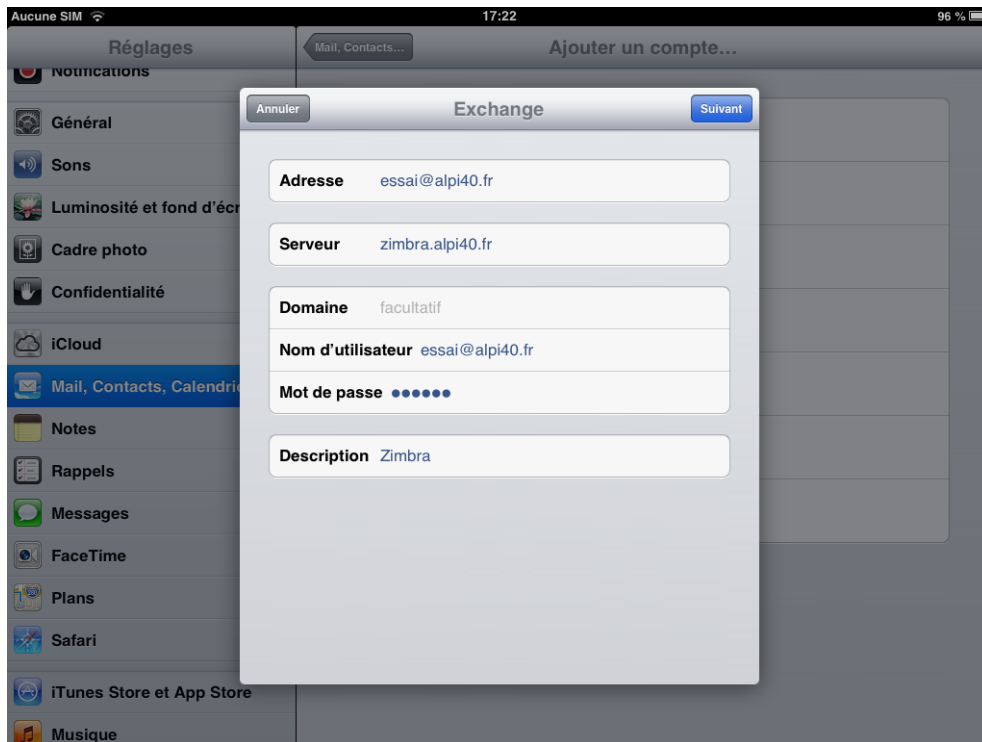 Aucune SIM 17:22 96 %
Réglages
Mail, Contacts...
Ajouter un compte...
Notifications
Général
Sons
Luminosité et fond d'écr
Cadre photo
Confidentialité
iCloud
Mail, Contacts, Calendrie
Notes
Rappels
Messages
FaceTime
Plans
Safari
iTunes Store et App Store
Musique
Annuler
Exchange
Suivant
Adresse essai@alpi40.fr
Serveur zimbra.alpi40.fr
Domaine facultatif
Nom d'utilisateur essai@alpi40.fr
Mot de passe ●●●●●●
Description Zimbra